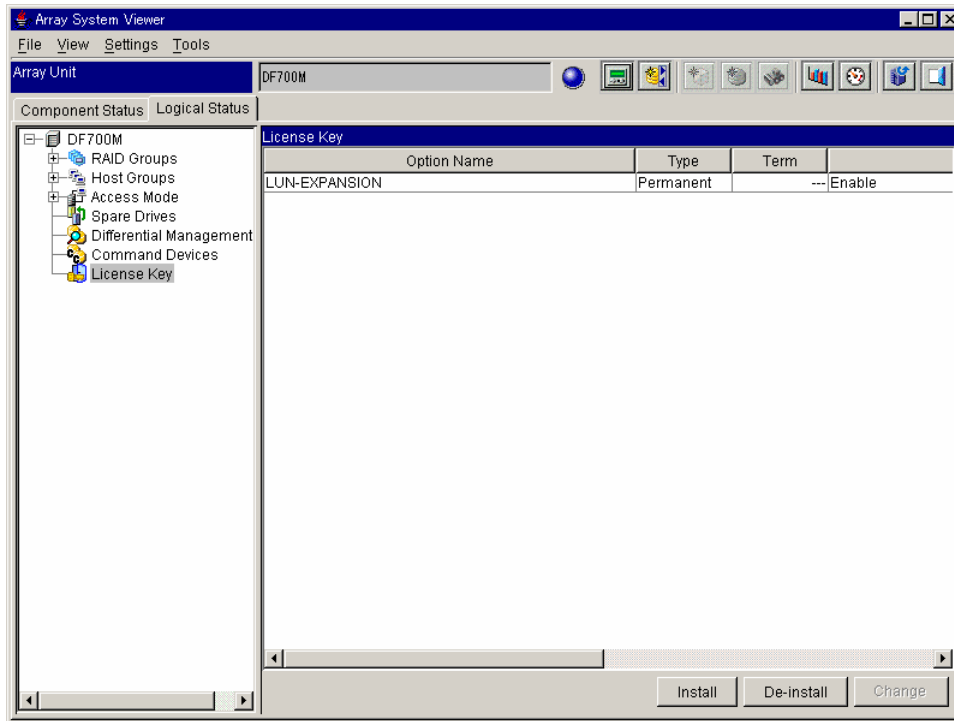 Array System Viewer
File View Settings Tools
Array Unit
DF700M
Component Status Logical Status
DF700M
RAID Groups
Host Groups
Access Mode
Spare Drives
Differential Management
Command Devices
License Key
License Key
Option Name Type Term
LUN-EXPANSION Permanent --- Enable
Install De-install Change